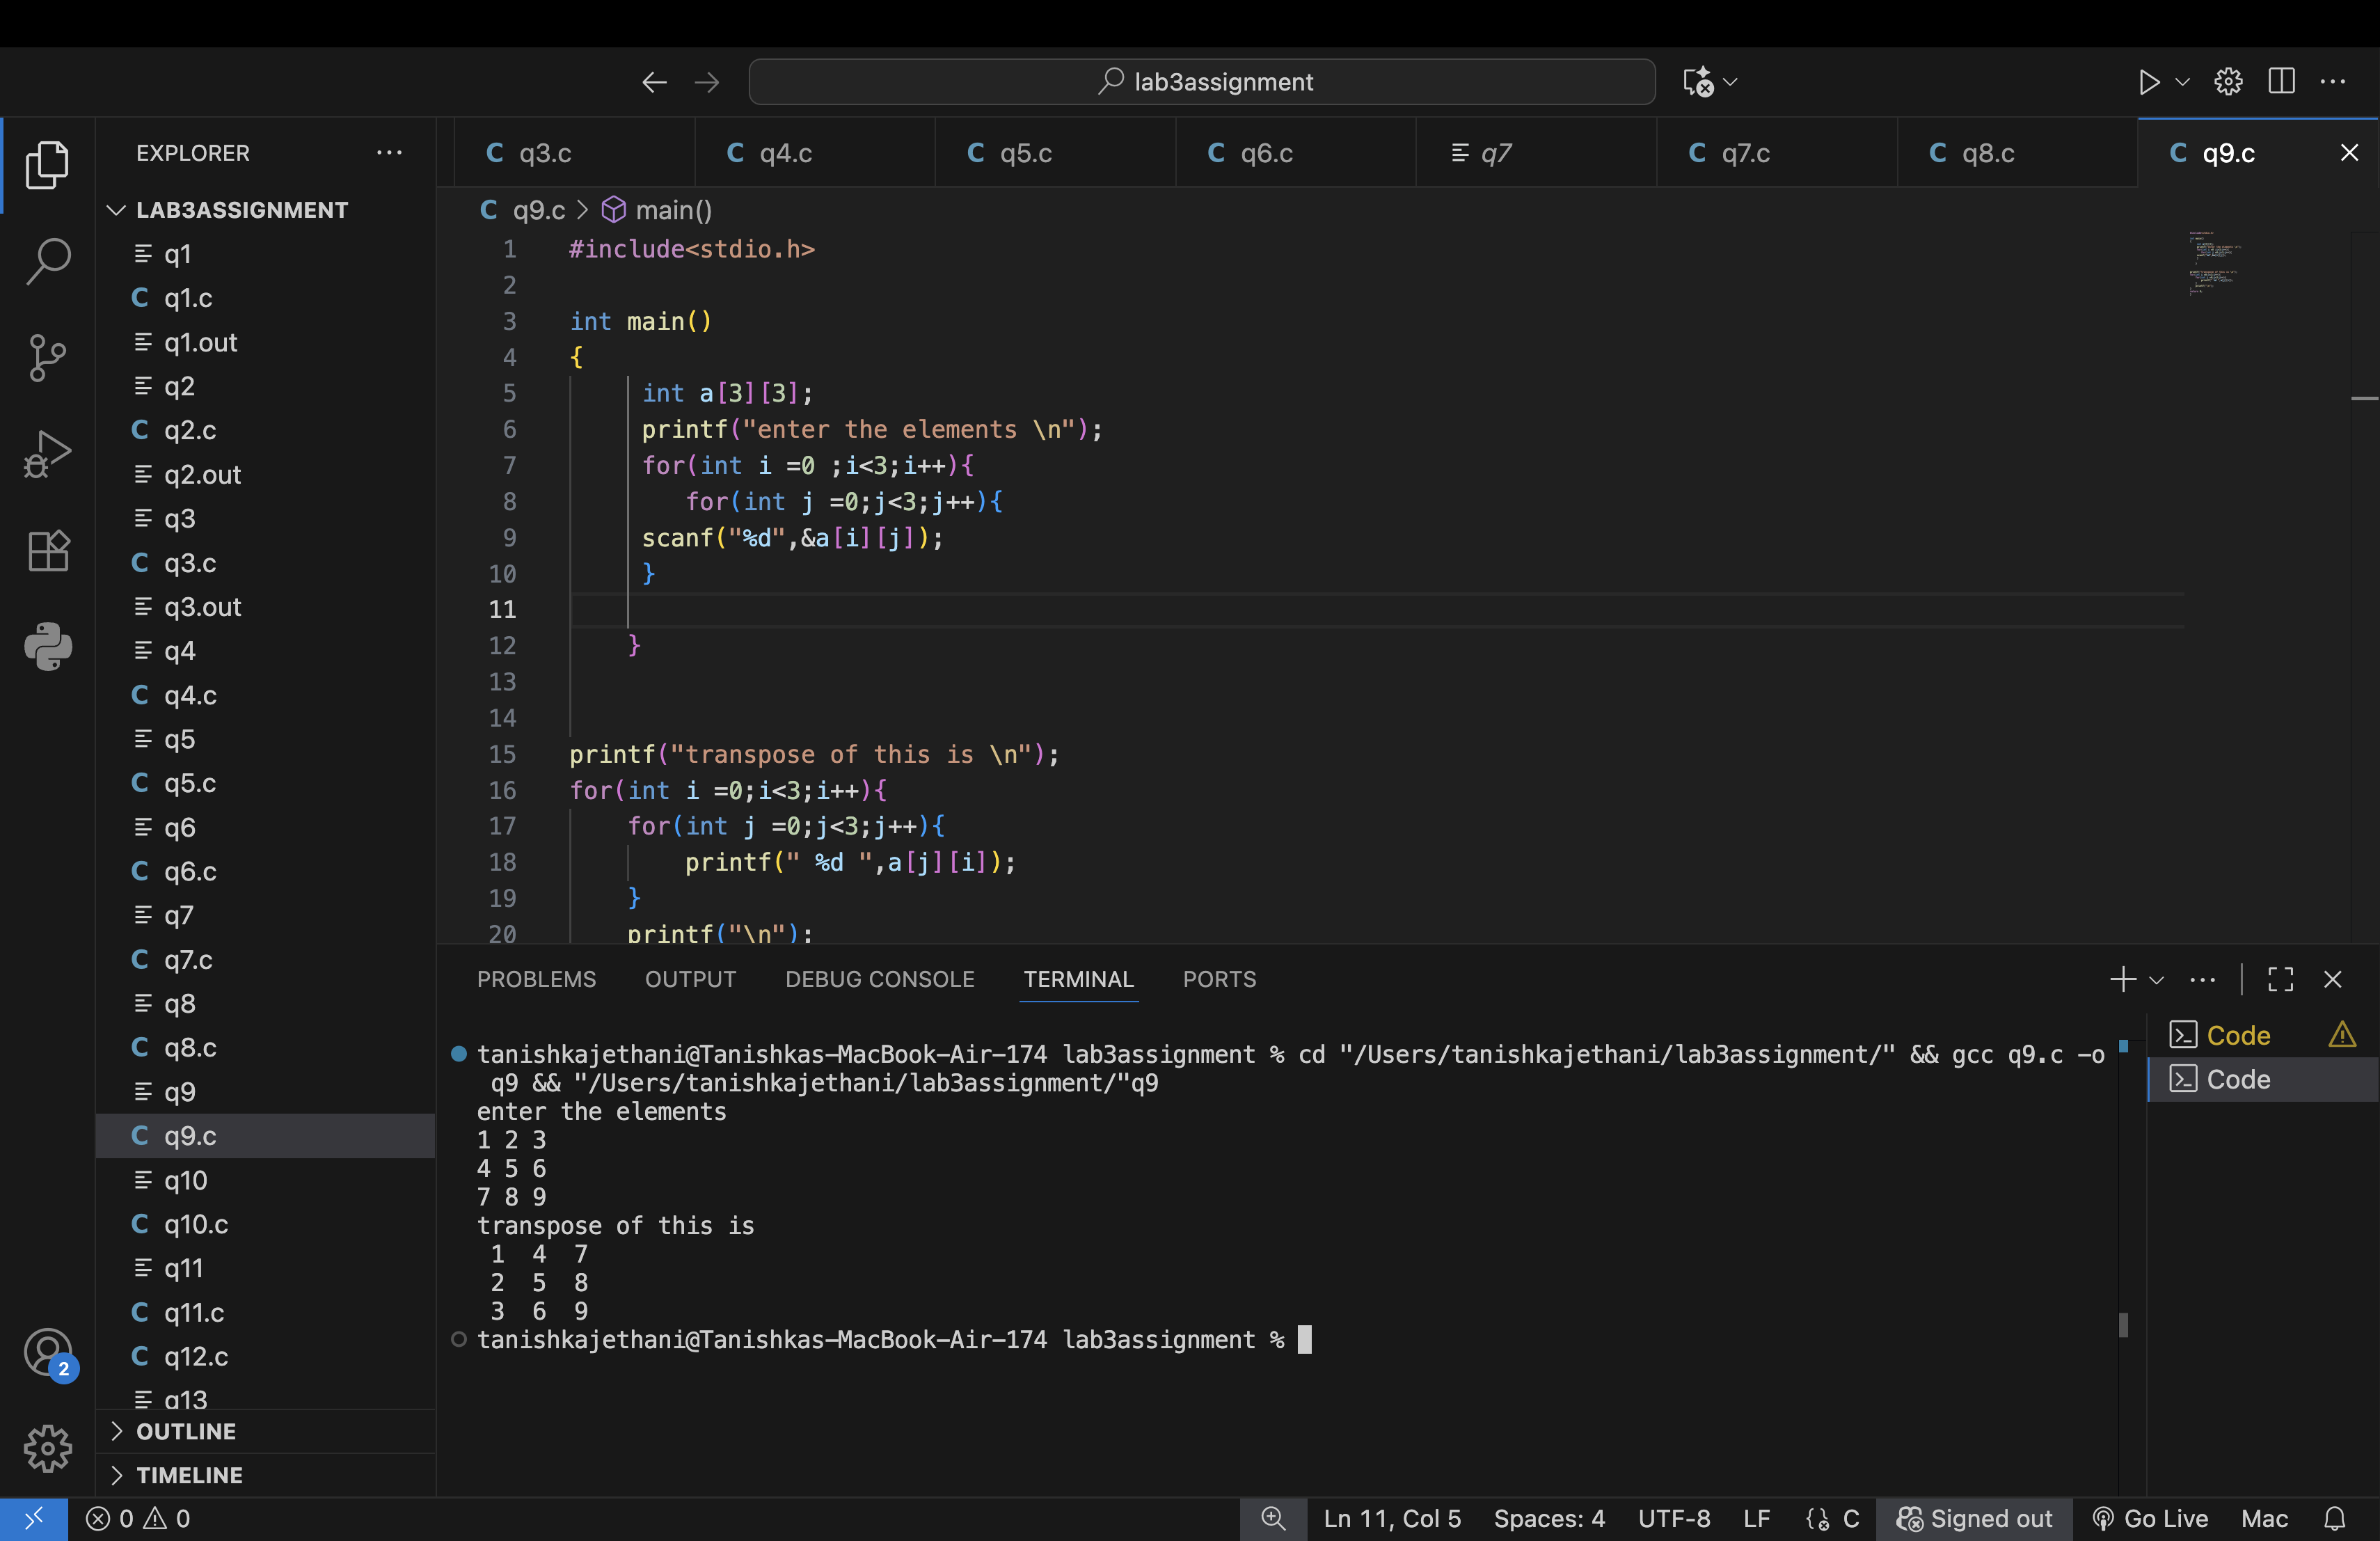 lab3assignment
EXPLORER
LAB3ASSIGNMENT
q1
q1.c
q1.out
q2
q2.c
q2.out
q3
q3.c
q3.out
q4
q4.c
q5
q5.c
q6
q6.c
q7
q7.c
q8
q8.c
q9
q9.c
q10
q10.c
q11
q11.c
q12.c
q13
OUTLINE
TIMELINE
C q3.c C q4.c C q5.c C q6.c q7 C q7.c C q8.c C q9.c
C q9.c > main()
1 #include<stdio.h>
2
3 int main()
4 {
5 int a[3][3];
6 printf("enter the elements \n");
7 for(int i =0 ;i<3;i++){
8 for(int j =0;j<3;j++){
9 scanf("%d",&a[i][j]);
10 }
11
12 }
13
14
15 printf("transpose of this is \n");
16 for(int i =0;i<3;i++){
17 for(int j =0;j<3;j++){
18 printf(" %d ",a[j][i]);
19 }
20 printf("\n");
PROBLEMS OUTPUT DEBUG CONSOLE TERMINAL PORTS
tanishkajethani@Tanishkas-MacBook-Air-174 lab3assignment % cd "/Users/tanishkajethani/lab3assignment/" && gcc q9.c -o
q9 && "/Users/tanishkajethani/lab3assignment/"q9
enter the elements
1 2 3
4 5 6
7 8 9
transpose of this is
1 4 7
2 5 8
3 6 9
tanishkajethani@Tanishkas-MacBook-Air-174 lab3assignment %
Code
Code
2
0 0 Ln 11, Col 5 Spaces: 4 UTF-8 LF C Signed out Go Live Mac